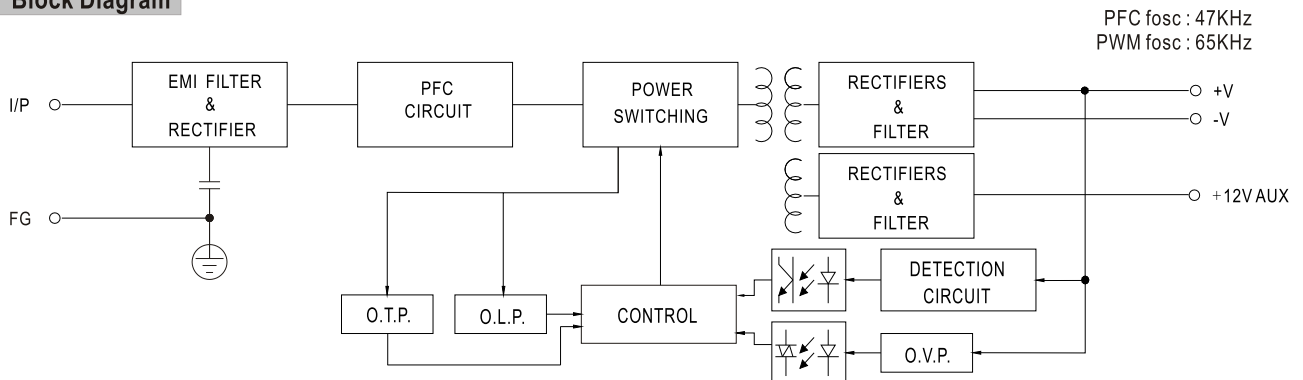 Block Diagram
PFC fosc : 47KHz
PWM fosc : 65KHz
I/P
EMI FILTER
&
RECTIFIER
PFC
CIRCUIT
POWER
SWITCHING
RECTIFIERS
&
FILTER
+V
-V
RECTIFIERS
&
FILTER
+12V AUX
FG
DETECTION
CIRCUIT
O.T.P.
O.L.P.
CONTROL
O.V.P.